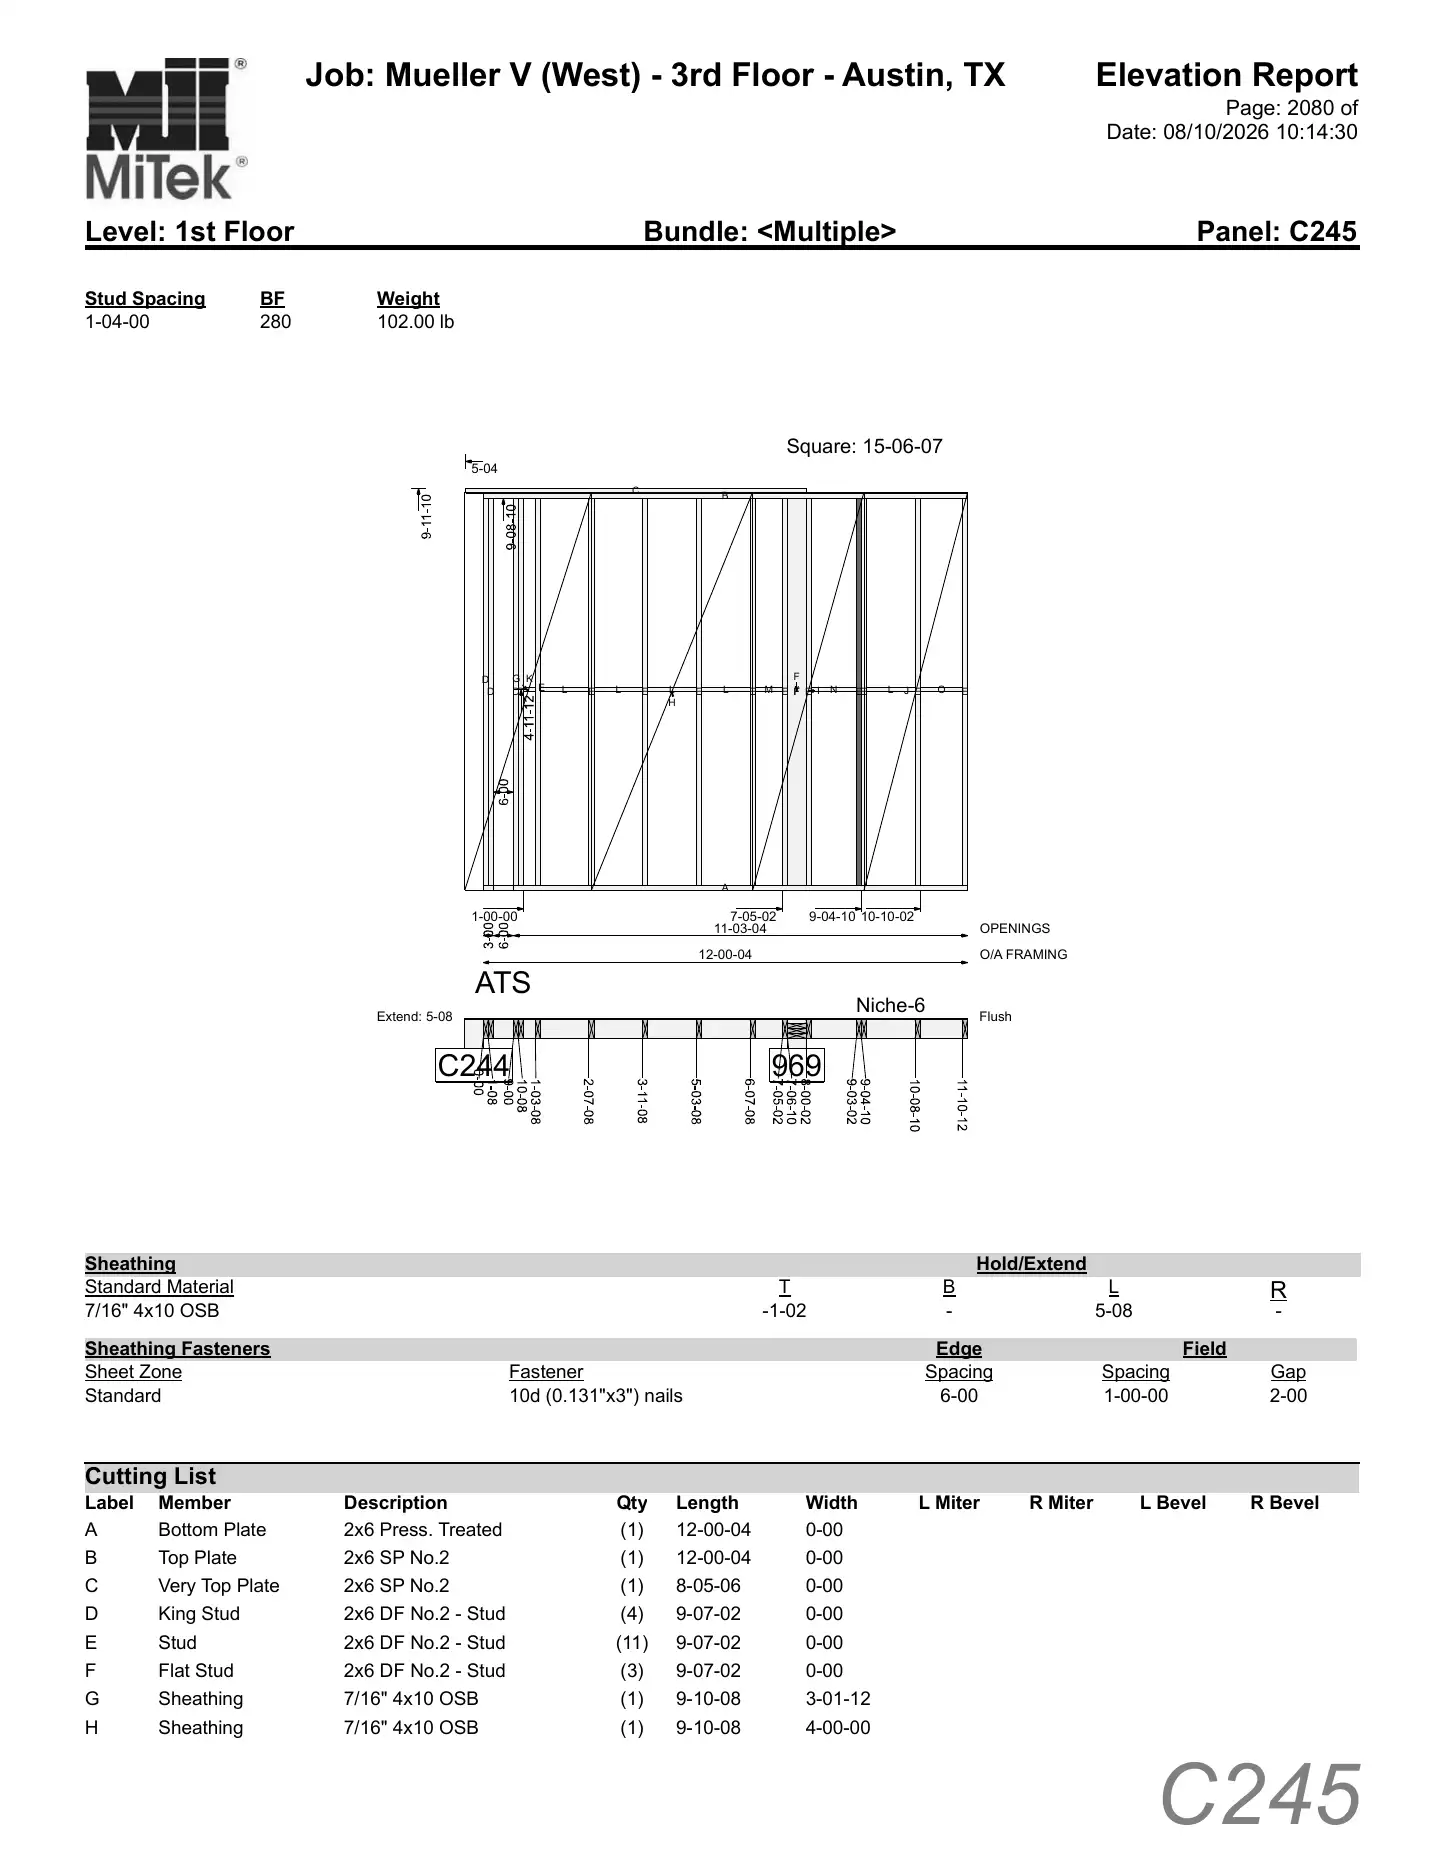 Job: Mueller V (West) - 3rd Floor - Austin, TX
Elevation Report
Page: 2080 of
Date: 08/10/2026 10:14:30
MiTek®
Level: 1st Floor Bundle: <Multiple> Panel: C245
Stud Spacing BF Weight
1-04-00 280 102.00 lb
Square: 15-06-07
5-04
C
B
9-11-10
9-08-10
D G K F
D E L L L L M F I N L J O
H
4-11-12
6-00
A
1-00-00 7-05-02 9-04-10 10-10-02
3-00 6-00 11-03-04 OPENINGS
12-00-04 O/A FRAMING
ATS
Niche-6
Extend: 5-08 Flush
C244 969
0-00 1-08 9-00 10-08 1-03-08 2-07-08 3-11-08 5-03-08 6-07-08 7-05-02 7-06-10 8-00-02 9-03-02 9-04-10 10-08-10 11-10-12
Sheathing Hold/Extend
Standard Material T B L R
7/16" 4x10 OSB -1-02 - 5-08 -
Sheathing Fasteners Edge Field
Sheet Zone Fastener Spacing Spacing Gap
Standard 10d (0.131"x3") nails 6-00 1-00-00 2-00
Cutting List
Label Member Description Qty Length Width L Miter R Miter L Bevel R Bevel
A Bottom Plate 2x6 Press. Treated (1) 12-00-04 0-00
B Top Plate 2x6 SP No.2 (1) 12-00-04 0-00
C Very Top Plate 2x6 SP No.2 (1) 8-05-06 0-00
D King Stud 2x6 DF No.2 - Stud (4) 9-07-02 0-00
E Stud 2x6 DF No.2 - Stud (11) 9-07-02 0-00
F Flat Stud 2x6 DF No.2 - Stud (3) 9-07-02 0-00
G Sheathing 7/16" 4x10 OSB (1) 9-10-08 3-01-12
H Sheathing 7/16" 4x10 OSB (1) 9-10-08 4-00-00
C245